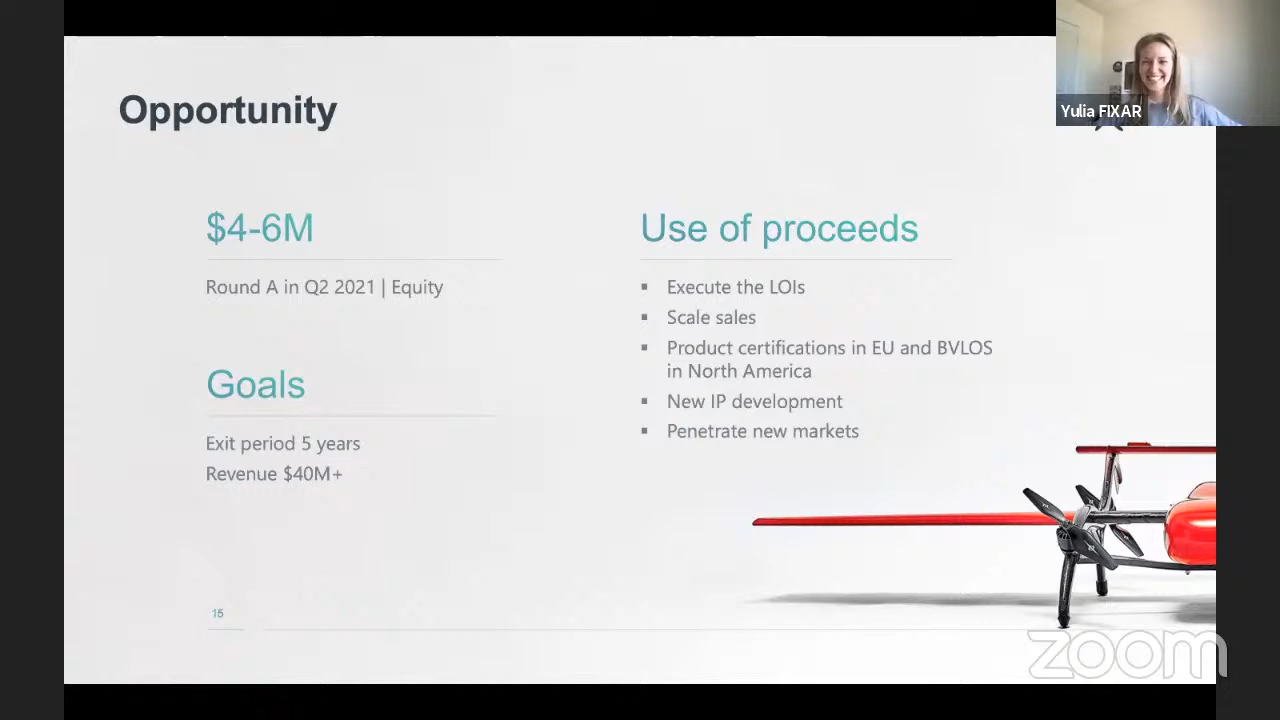 Opportunity
Yulia FIXAR
$4-6M
Round A in Q2 2021 | Equity
Goals
Exit period 5 years
Revenue $40M+
Use of proceeds
▪ Execute the LOIs
▪ Scale sales
▪ Product certifications in EU and BVLOS
in North America
▪ New IP development
▪ Penetrate new markets
15
zoom